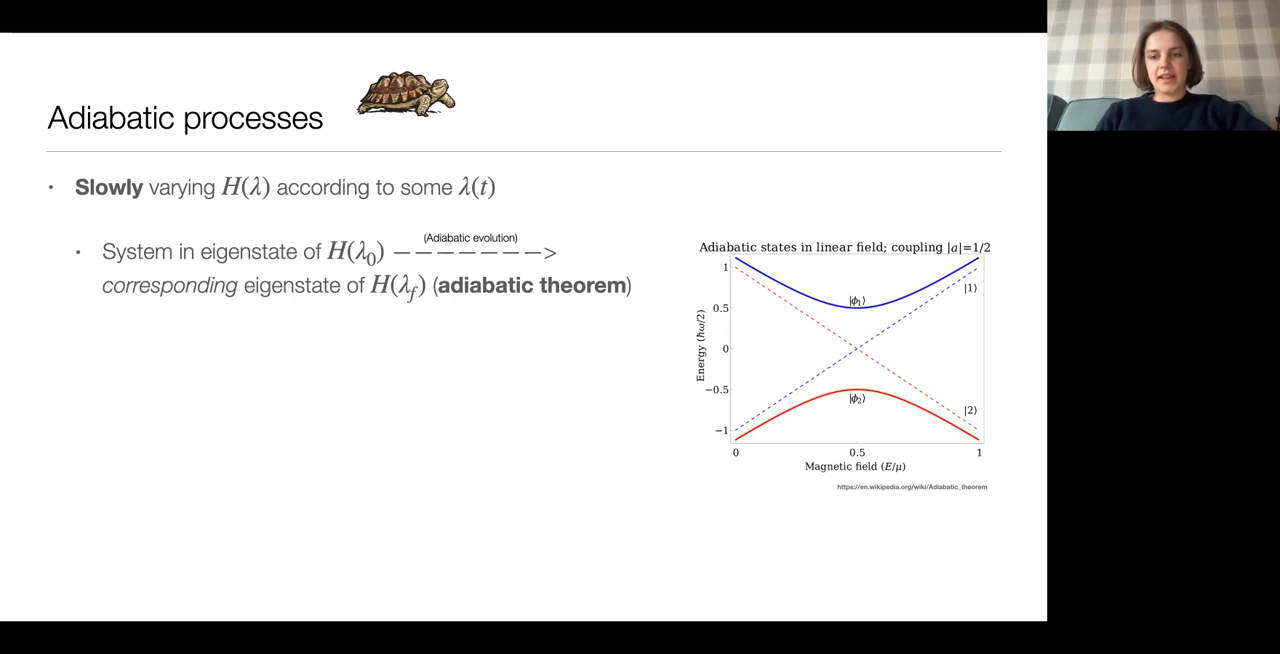 Adiabatic processes
• Slowly varying H(λ) according to some λ(t)
(Adiabatic evolution)
• System in eigenstate of H(λ₀) – – – – – – – >
corresponding eigenstate of H(λ_f) (adiabatic theorem)
Adiabatic states in linear field; coupling |a|=1/2
1
0.5
0
−0.5
−1
Energy (ħω/2)
|ϕ₁⟩
|1⟩
|ϕ₂⟩
|2⟩
0 0.5 1
Magnetic field (E/μ)
https://en.wikipedia.org/wiki/Adiabatic_theorem